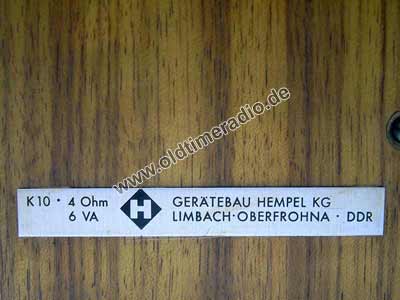 www.oldtimeradio.de
K10 · 4 Ohm
6 VA
H
GERÄTEBAU HEMPEL KG
LIMBACH·OBERFROHNA · DDR